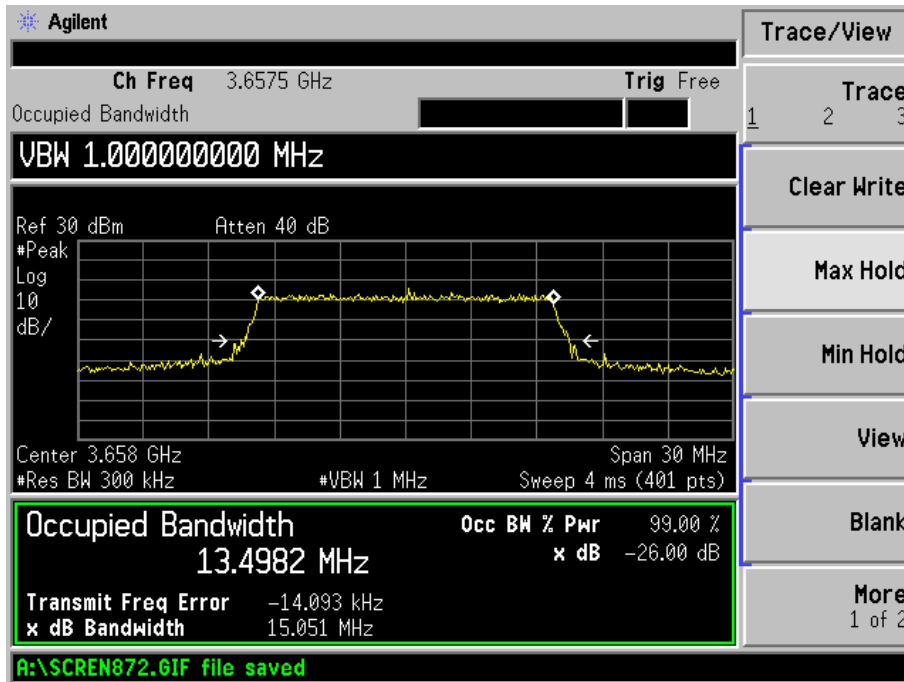 Agilent
Trace/View
Ch Freq 3.6575 GHz Trig Free
Occupied Bandwidth
Trace
1 2 3
VBW 1.000000000 MHz
Clear Write
Ref 30 dBm Atten 40 dB
#Peak
Log
10
dB/
Max Hold
Min Hold
View
Center 3.658 GHz Span 30 MHz
#Res BW 300 kHz #VBW 1 MHz Sweep 4 ms (401 pts)
Occupied Bandwidth
13.4982 MHz
Occ BW % Pwr 99.00 %
x dB -26.00 dB
Blank
Transmit Freq Error -14.093 kHz
x dB Bandwidth 15.051 MHz
More
1 of 2
A:\SCREN872.GIF file saved